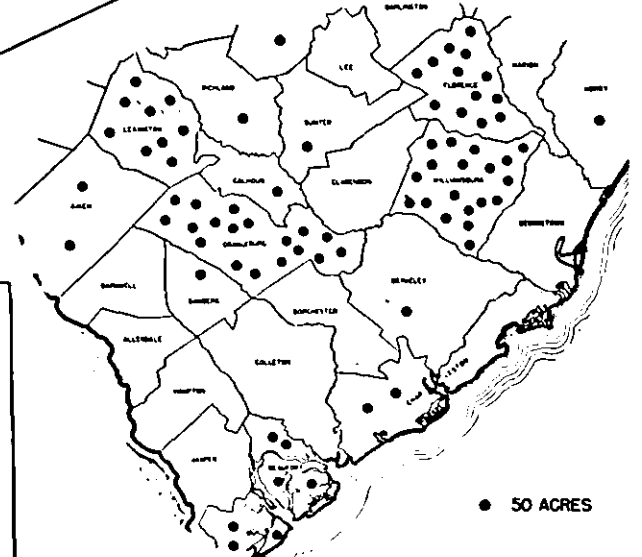 DARLINGTON
LEE
MARION
RICHLAND
FLORENCE
HORRY
SUMTER
LEXINGTON
CALHOUN
CLARENDON
WILLIAMSBURG
AIKEN
GEORGETOWN
ORANGEBURG
BARNWELL
BAMBERG
BERKELEY
DORCHESTER
ALLENDALE
COLLETON
HAMPTON
JASPER
BEAUFORT
● 50 ACRES